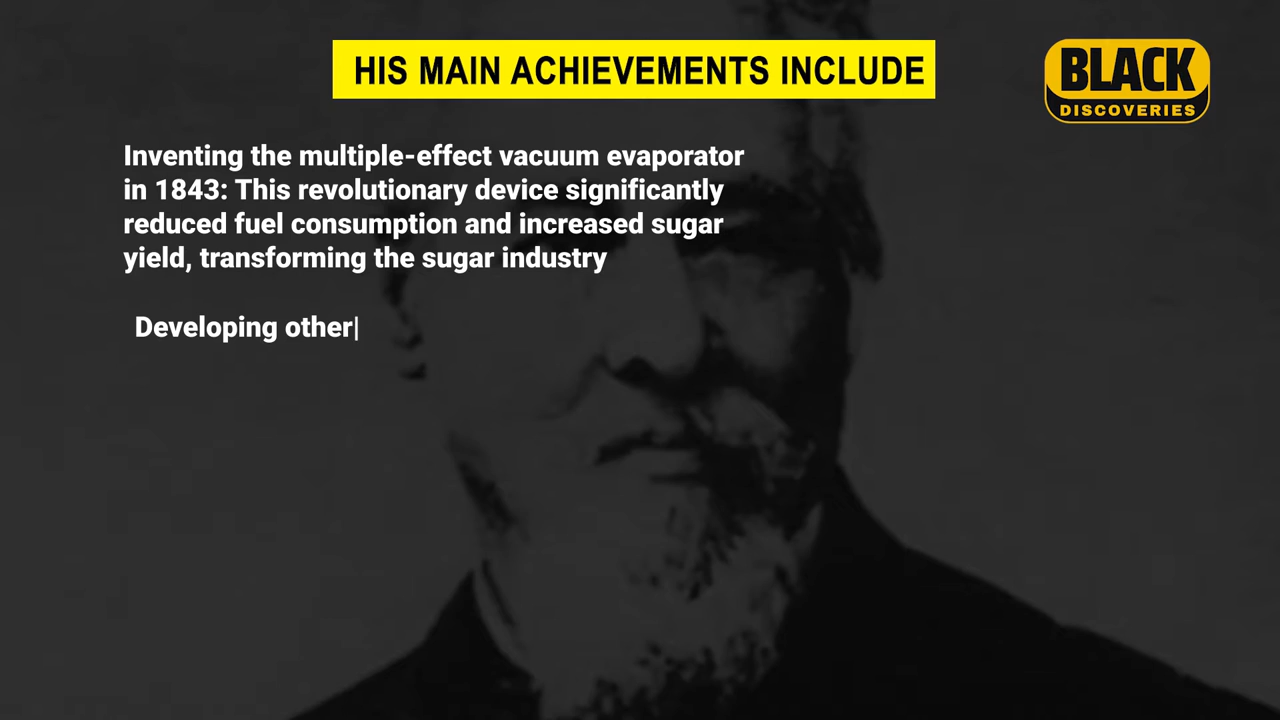 HIS MAIN ACHIEVEMENTS INCLUDE
BLACK
DISCOVERIES
Inventing the multiple-effect vacuum evaporator
in 1843: This revolutionary device significantly
reduced fuel consumption and increased sugar
yield, transforming the sugar industry
Developing other|